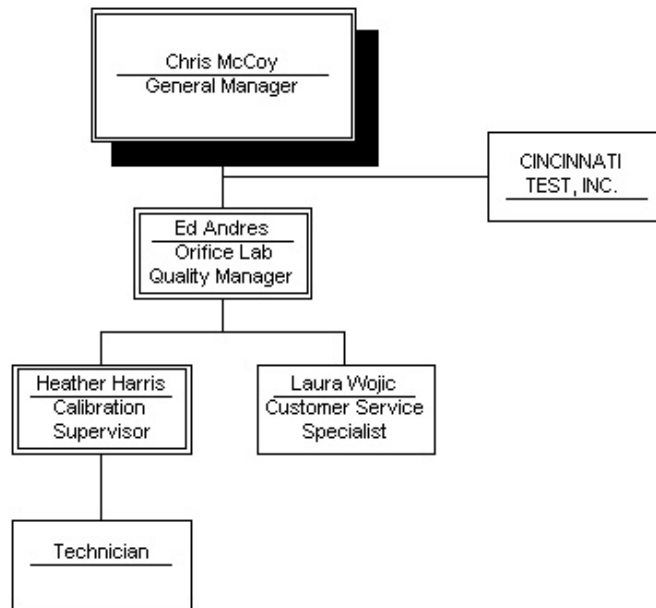 Chris McCoy
General Manager
CINCINNATI
TEST, INC.
Ed Andres
Orifice Lab
Quality Manager
Heather Harris
Calibration
Supervisor
Laura Wojic
Customer Service
Specialist
Technician